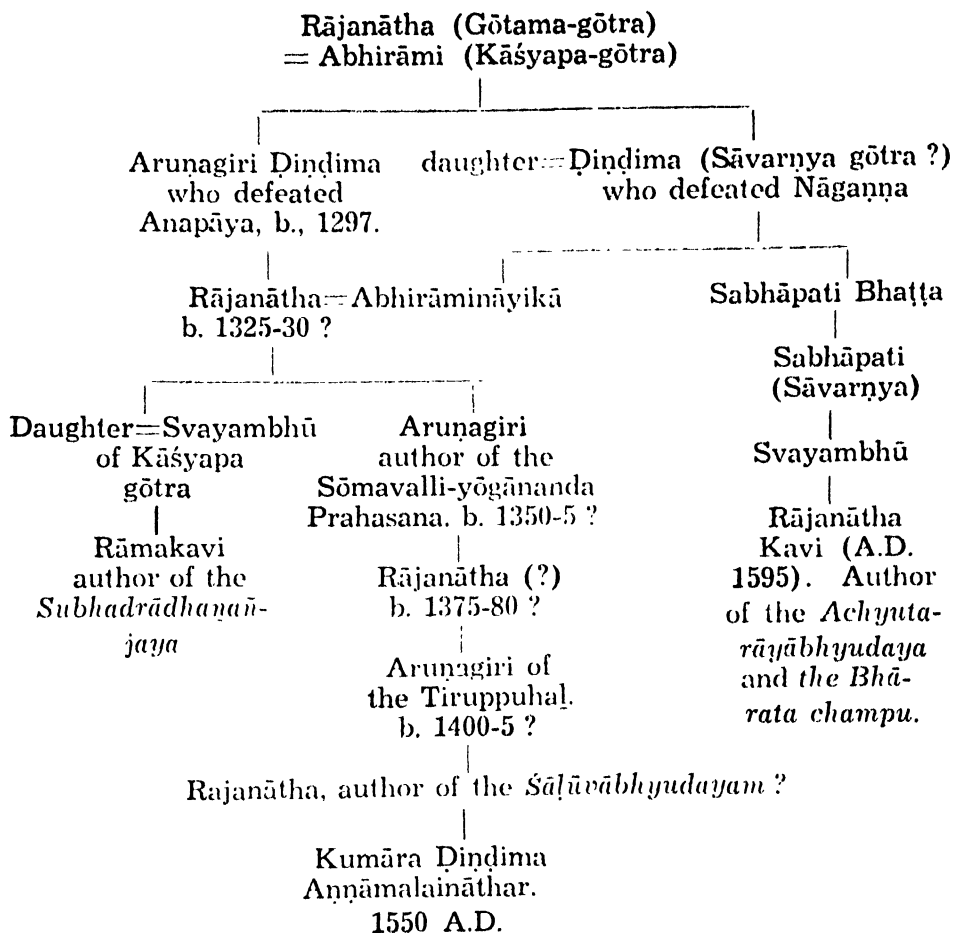 Rājanātha (Gōtama-gōtra)
= Abhirāmi (Kāśyapa-gōtra)
Aruṇagiri Ḍiṇḍima
who defeated
Anapāya, b., 1297.
daughter=Ḍiṇḍima (Sāvarṇya gōtra ?)
who defeated Nāgaṇṇa
Rājanātha=Abhirāmināyikā
b. 1325-30 ?
Sabhāpati Bhaṭṭa
Sabhāpati
(Sāvarṇya)
Svayambhū
Rājanātha
Kavi (A.D.
1595). Author
of the Achyuta-
rāyābhyudaya
and the Bhā-
rata champu.
Daughter=Svayambhū
of Kāśyapa
gōtra
Rāmakavi
author of the
Subhadrādhanañ-
jaya
Aruṇagiri
author of the
Sōmavalli-yōgānanda
Prahasana. b. 1350-5 ?
Rājanātha (?)
b. 1375-80 ?
Aruṇagiri of
the Tiruppuhaḻ.
b. 1400-5 ?
Rajanātha, author of the Śāḷūvābhyudayam ?
Kumāra Ḍiṇḍima
Aṇṇāmalaināthar.
1550 A.D.